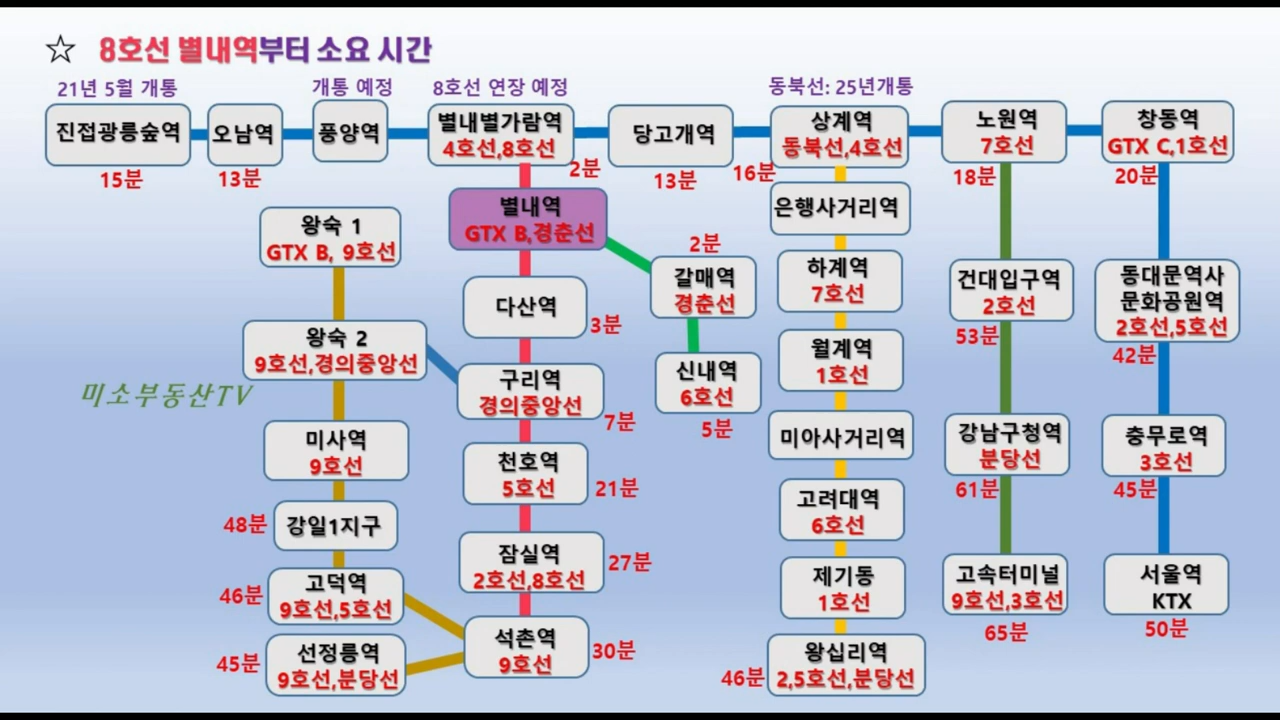 ☆ 8호선 별내역부터 소요 시간
21년 5월 개통
개통 예정
8호선 연장 예정
동북선: 25년개통
진접광릉숲역
15분
오남역
13분
풍양역
별내별가람역
4호선,8호선
2분
당고개역
13분
상계역
동북선,4호선
16분
노원역
7호선
18분
창동역
GTX C,1호선
20분
왕숙 1
GTX B, 9호선
왕숙 2
9호선,경의중앙선
미소부동산TV
미사역
9호선
강일1지구
48분
고덕역
9호선,5호선
46분
선정릉역
9호선,분당선
45분
별내역
GTX B,경춘선
다산역
3분
구리역
경의중앙선
7분
천호역
5호선
21분
잠실역
2호선,8호선
27분
석촌역
9호선
30분
2분
갈매역
경춘선
신내역
6호선
5분
은행사거리역
하계역
7호선
월계역
1호선
미아사거리역
고려대역
6호선
제기동
1호선
왕십리역
2,5호선,분당선
46분
건대입구역
2호선
53분
강남구청역
분당선
61분
고속터미널
9호선,3호선
65분
동대문역사
문화공원역
2호선,5호선
42분
충무로역
3호선
45분
서울역
KTX
50분